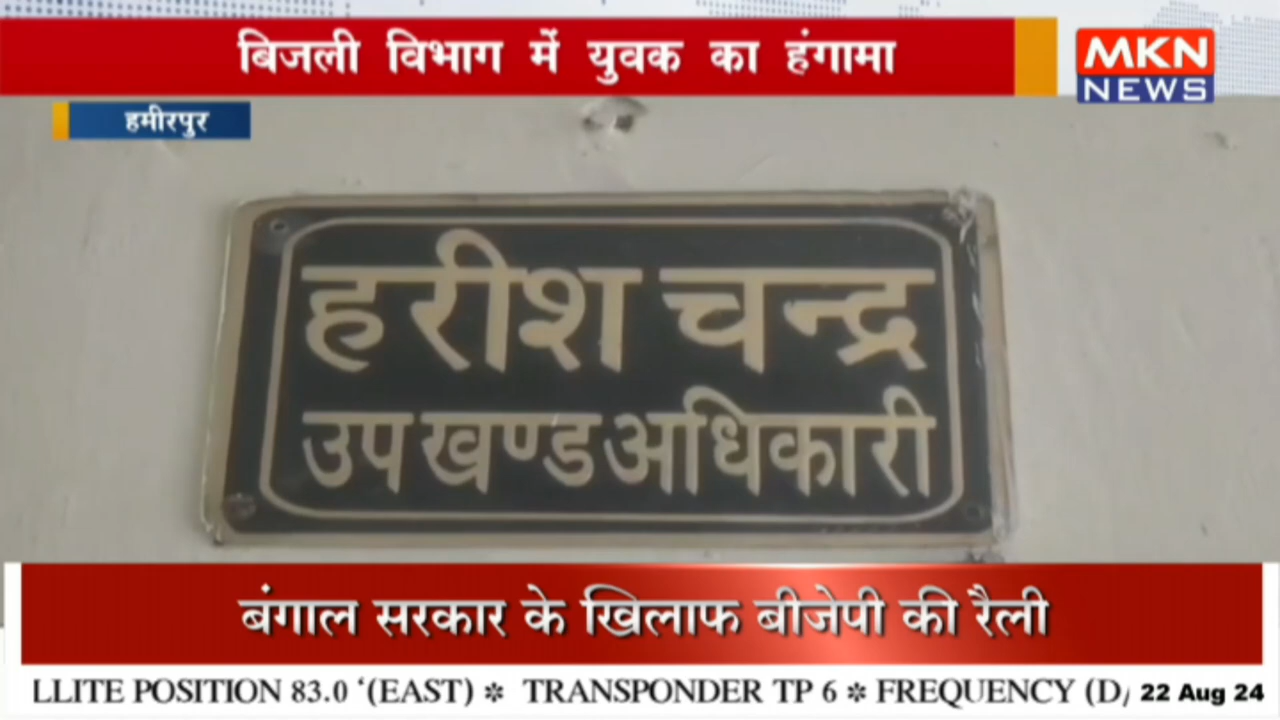 बिजली विभाग में युवक का हंगामा
MKN
NEWS
हमीरपुर
हरीश चन्द्र
उप खण्ड अधिकारी
बंगाल सरकार के खिलाफ बीजेपी की रैली
LLITE POSITION 83.0 ‘(EAST) ✻ TRANSPONDER TP 6 ✻ FREQUENCY (D/ 22 Aug 24